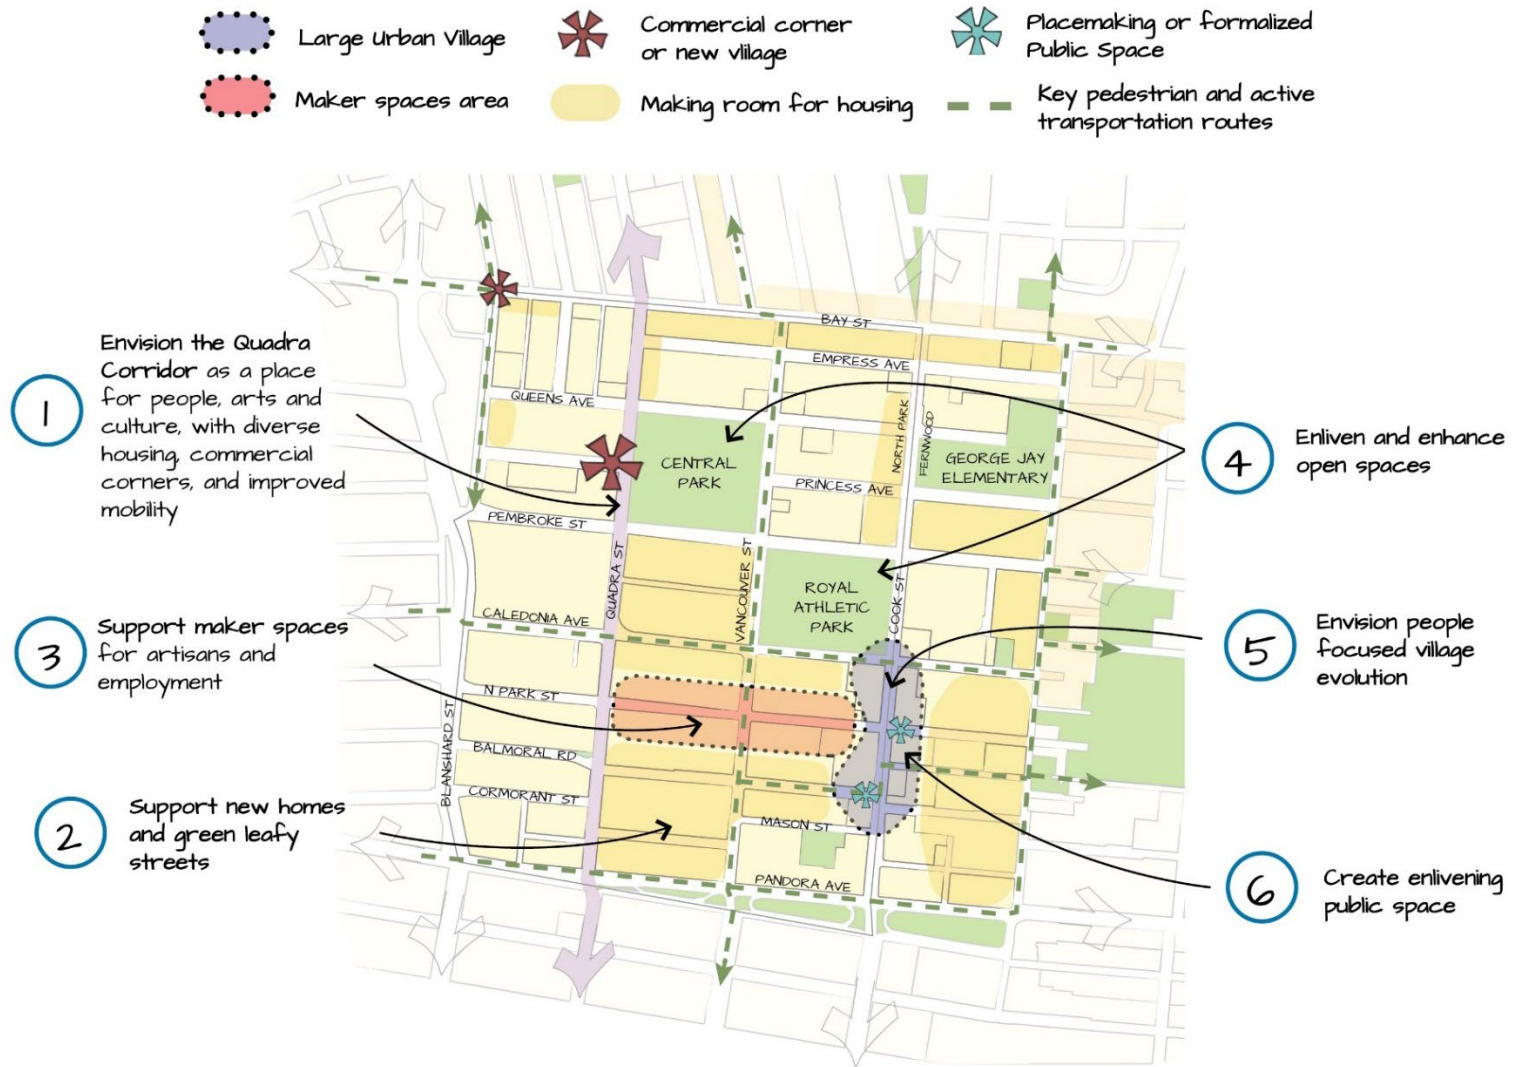 Large Urban Village
Commercial corner
or new vlilage
Placemaking or formalized
Public Space
Maker spaces area
Making room for housing
Key pedestrian and active
transportation routes
1
Envision the Quadra
Corridor as a place
for people, arts and
culture, with diverse
housing, commercial
corners, and improved
mobility
3
Support maker spaces
for artisans and
employment
2
Support new homes
and green leafy
streets
BAY ST
EMPRESS AVE
QUEENS AVE
CENTRAL
PARK
NORTH PARK
FERNWOOD
GEORGE JAY
ELEMENTARY
PRINCESS AVE
PEMBROKE ST
QUADRA ST
VANCOUVER ST
ROYAL
ATHLETIC
PARK
COOK ST
CALEDONIA AVE
N PARK ST
BLANSHARD ST
BALMORAL RD
CORMORANT ST
MASON ST
PANDORA AVE
4
Enliven and enhance
open spaces
5
Envision people
focused village
evolution
6
Create enlivening
public space